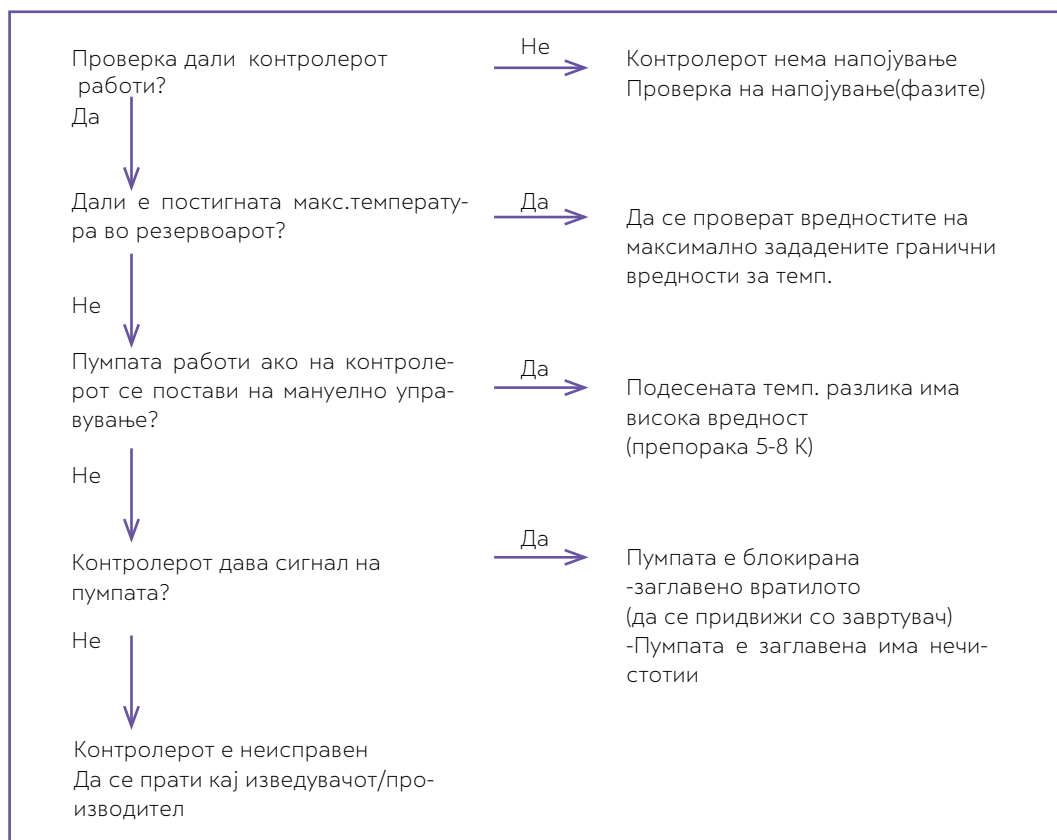 Проверка дали контролерот
работи?
Не
Контролерот нема напојување
Проверка на напојување(фазите)
Да
Дали е постигната макс.температу-
ра во резервоарот?
Да
Да се проверат вредностите на
максимално зададените гранични
вредности за темп.
Не
Пумпата работи ако на контроле-
рот се постави на мануелно упра-
вување?
Да
Подесената темп. разлика има
висока вредност
(препорака 5-8 К)
Не
Контролерот дава сигнал на
пумпата?
Да
Пумпата е блокирана
-заглавено вратилото
(да се придвижи со завртувач)
-Пумпата е заглавена има нечи-
стотии
Не
Контролерот е неисправен
Да се прати кај изведувачот/про-
изводител